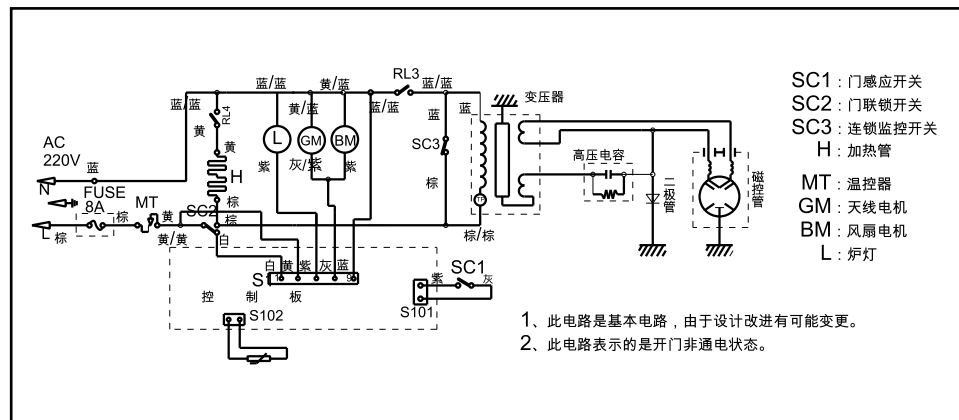 RL3
蓝/蓝
黄/蓝
蓝/蓝
变压器
蓝/蓝
RL4
黄/蓝
蓝/蓝
蓝
蓝
黄
L
GM
BM
SC3
AC
220V
黄
紫
灰/紫
紫
高压电容
蓝
H
棕
二极管
磁控管
N
FUSE
8A
MT
棕
TP
L
棕
棕
黄
SC2
棕
棕/棕
黄/黄
白
白 黄 紫 灰 蓝
S
1
9
控 制 板
紫
SC1
灰
S101
S102
SC1：门感应开关
SC2：门联锁开关
SC3：连锁监控开关
H：加热管
MT：温控器
GM：天线电机
BM：风扇电机
L：炉灯
1、此电路是基本电路，由于设计改进有可能变更。
2、此电路表示的是开门非通电状态。